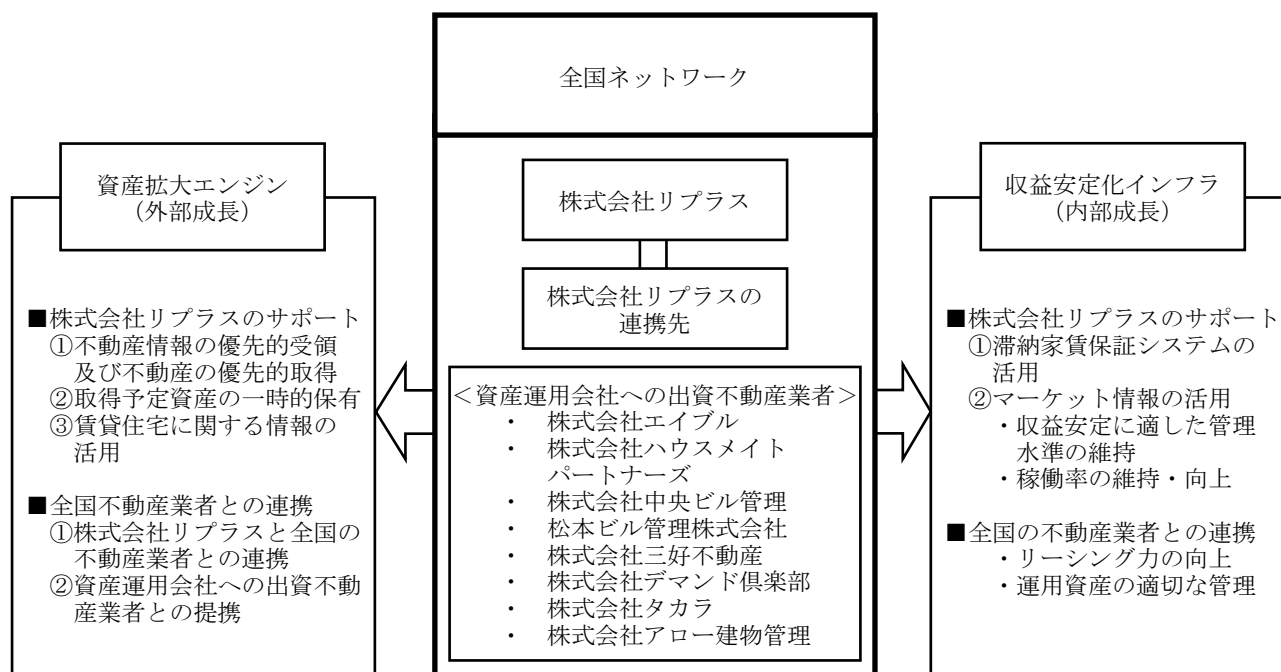 全国ネットワーク
資産拡大エンジン
（外部成長）
■株式会社リプラスのサポート
①不動産情報の優先的受領
及び不動産の優先的取得
②取得予定資産の一時的保有
③賃貸住宅に関する情報の
活用
■全国不動産業者との連携
①株式会社リプラスと全国の
不動産業者との連携
②資産運用会社への出資不動
産業者との提携
株式会社リプラス
株式会社リプラスの
連携先
＜資産運用会社への出資不動産業者＞
・ 株式会社エイブル
・ 株式会社ハウスメイト
パートナーズ
・ 株式会社中央ビル管理
・ 松本ビル管理株式会社
・ 株式会社三好不動産
・ 株式会社デマンド倶楽部
・ 株式会社タカラ
・ 株式会社アロー建物管理
収益安定化インフラ
（内部成長）
■株式会社リプラスのサポート
①滞納家賃保証システムの
活用
②マーケット情報の活用
・収益安定に適した管理
水準の維持
・稼働率の維持・向上
■全国の不動産業者との連携
・リーシング力の向上
・運用資産の適切な管理